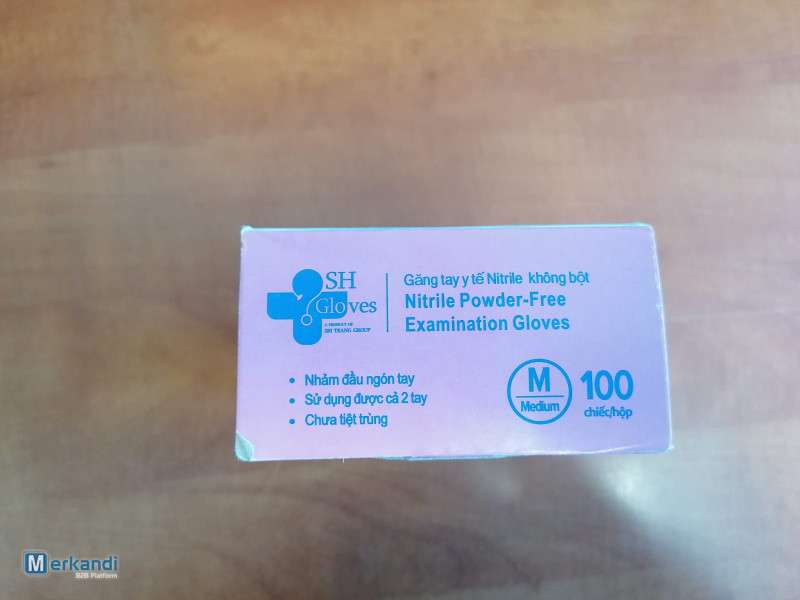 SH
Gloves
A PRODUCT OF
SRI TRANG GROUP
Găng tay y tế Nitrile không bột
Nitrile Powder-Free
Examination Gloves
• Nhám đầu ngón tay
• Sử dụng được cả 2 tay
• Chưa tiệt trùng
M
Medium
100
chiếc/hộp
Merkandi
B2B Platform